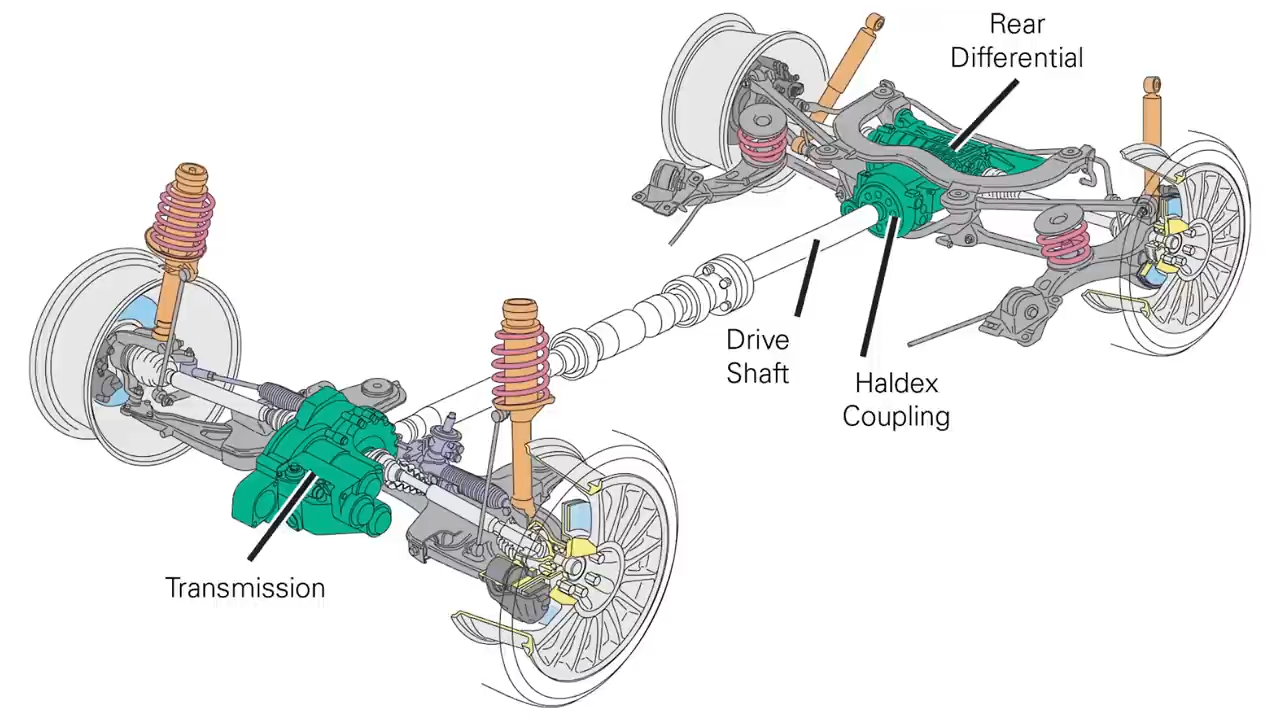 Rear
Differential
Drive
Shaft
Haldex
Coupling
Transmission